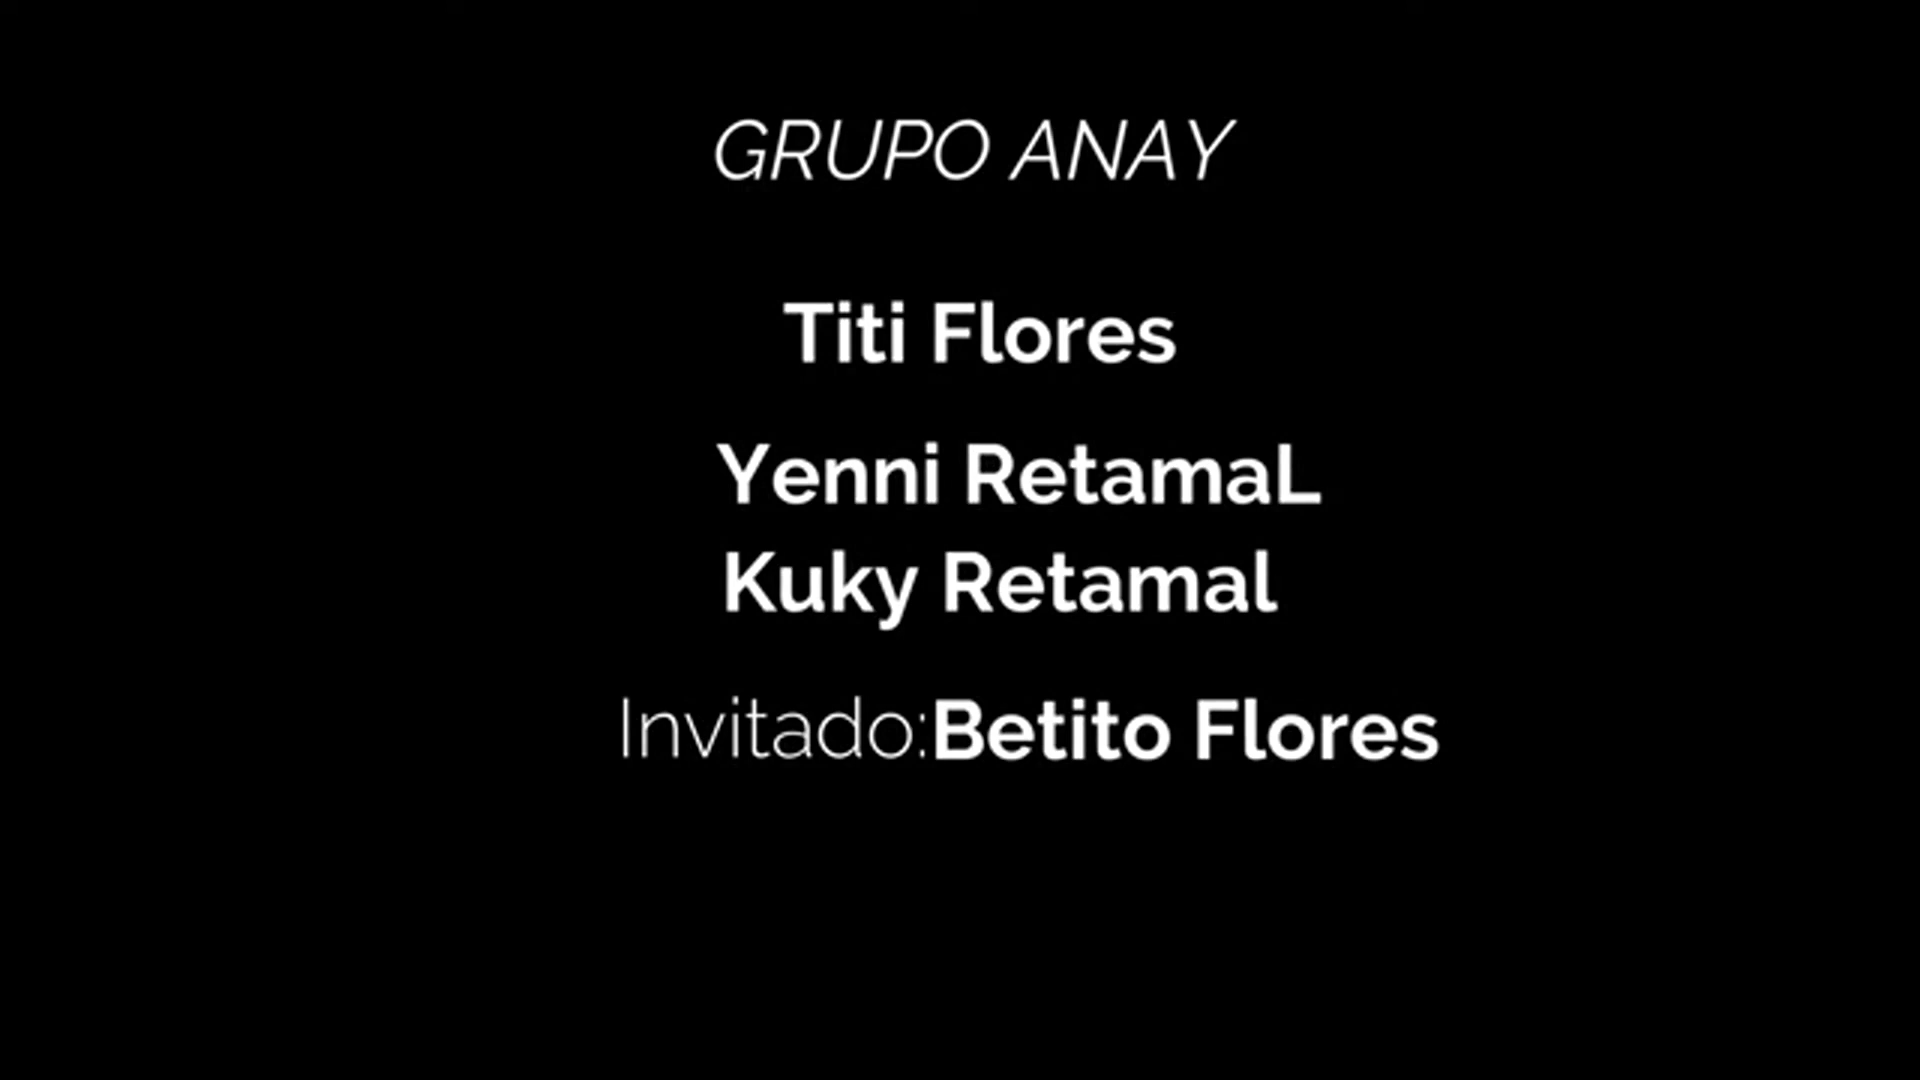 GRUPO ANAY
Titi Flores
Yenni RetamaL
Kuky Retamal
Invitado:Betito Flores